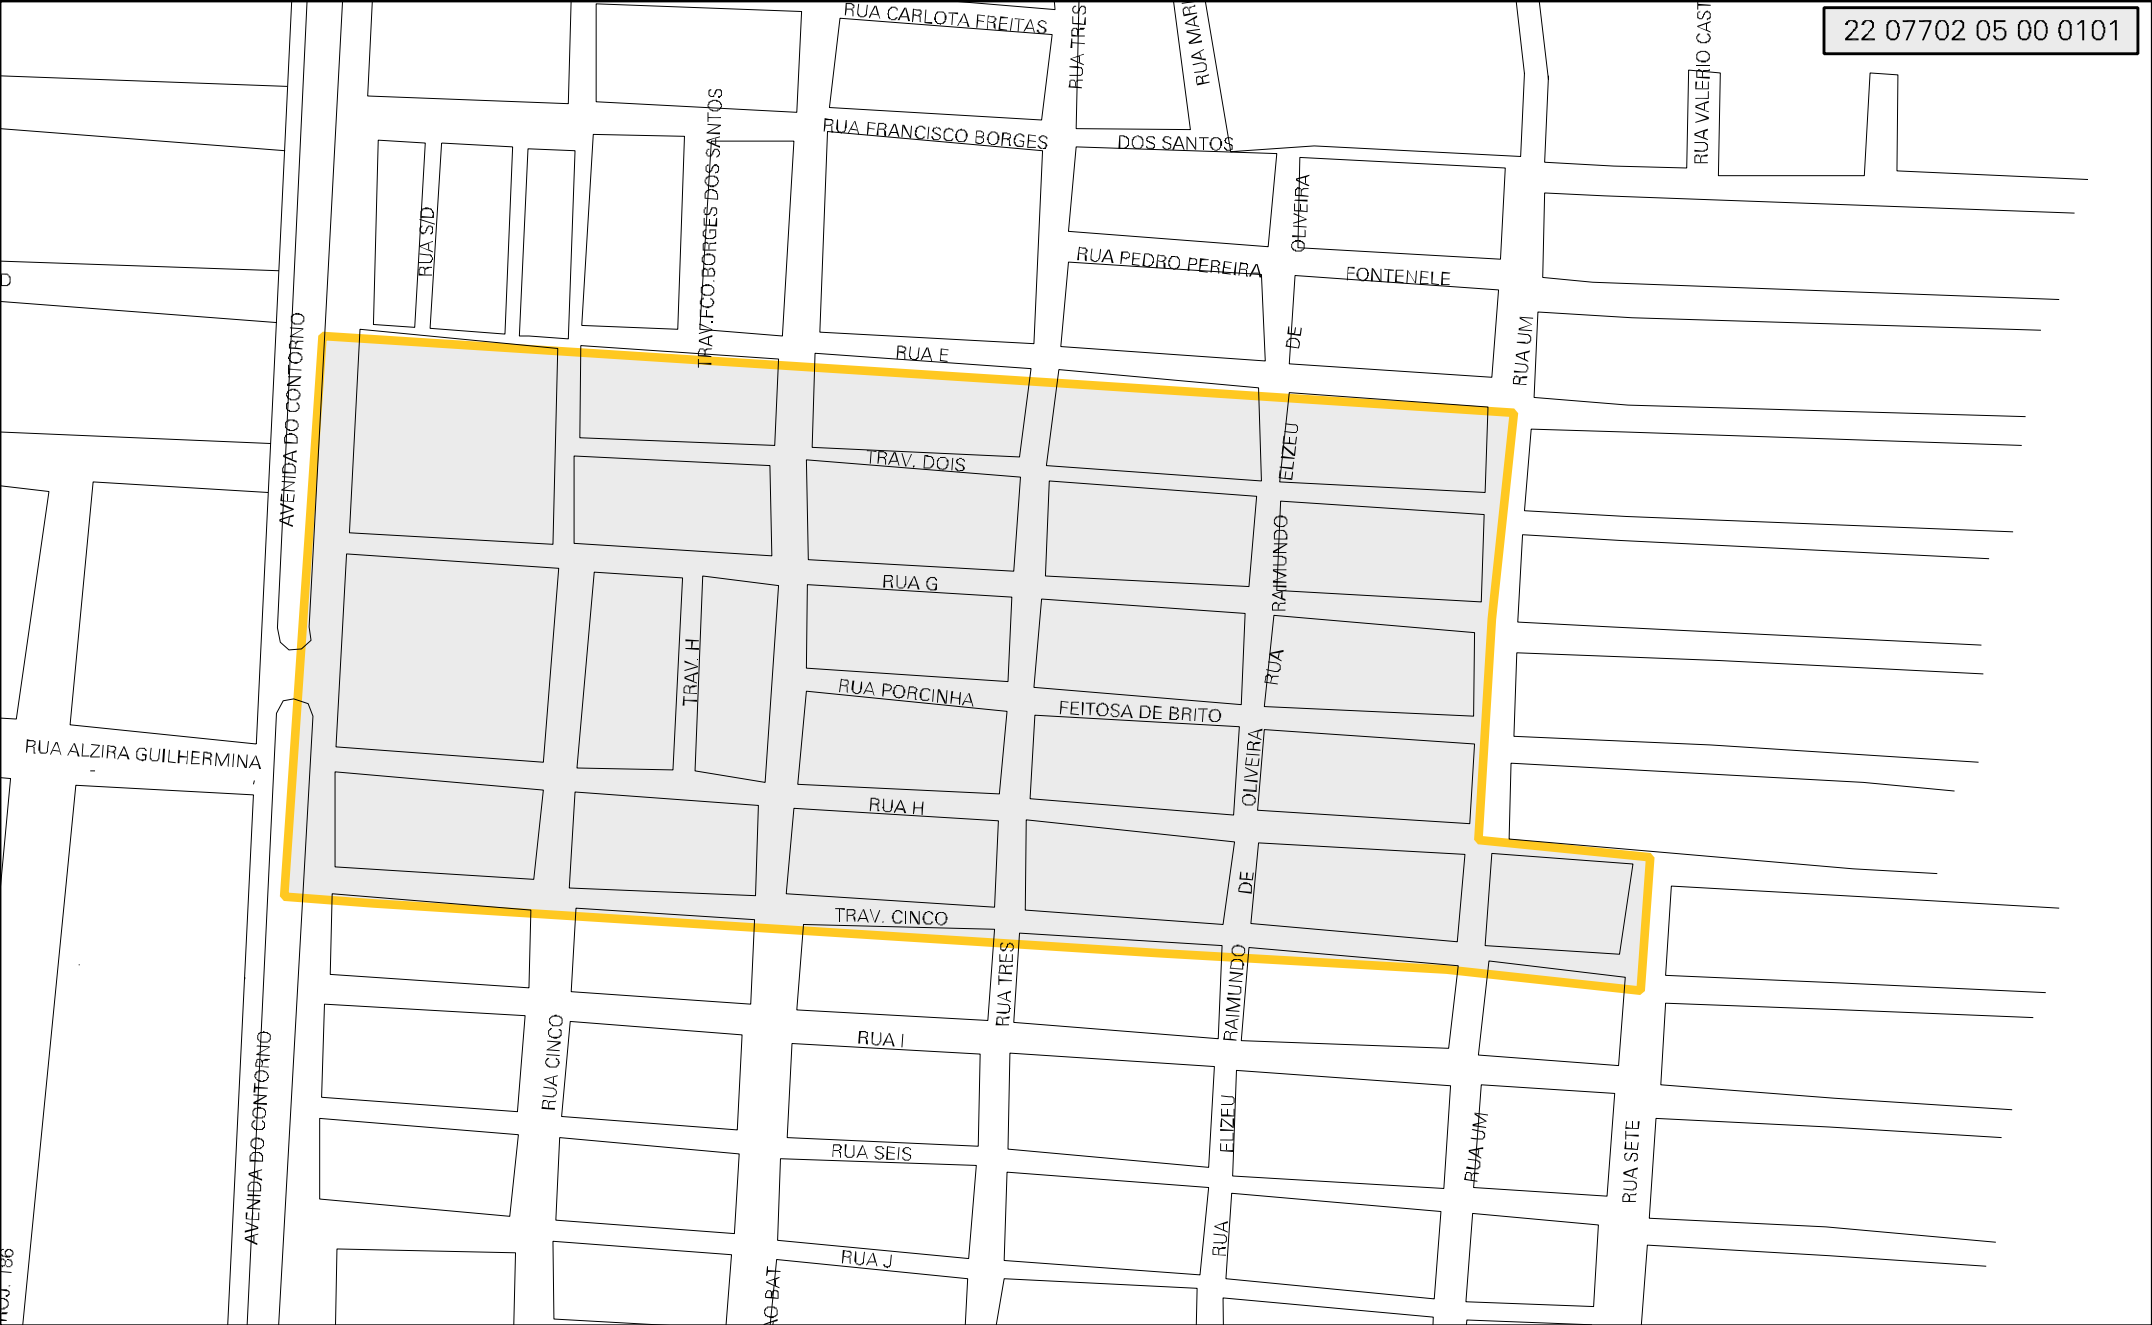 RUA CARLOTA FREITAS
RUA TRES
22 07702 05 00 0101
RUA FRANCISCO BORGES
DOS SANTOS
RUA S/D
TRAV.FCO.BORGES DOS SANTOS
OLIVEIRA
RUA PEDRO PEREIRA
FONTENELE
AVENIDA DO CONTORNO
RUA E
DE
RUA UM
TRAV. DOIS
ELIZEU
RAIMUNDO
RUA G
TRAV. H
RUA
RUA PORCINHA
FEITOSA DE BRITO
RUA ALZIRA GUILHERMINA
OLIVEIRA
RUA H
DE
TRAV. CINCO
RUA TRES
RAIMUNDO
RUA I
RUA CINCO
AVENIDA DO CONTORNO
ELIZEU
RUA UM
RUA SETE
RUA SEIS
RUA
RUA J
RUA VALERIO CAST
RUA MAR
AO BAT